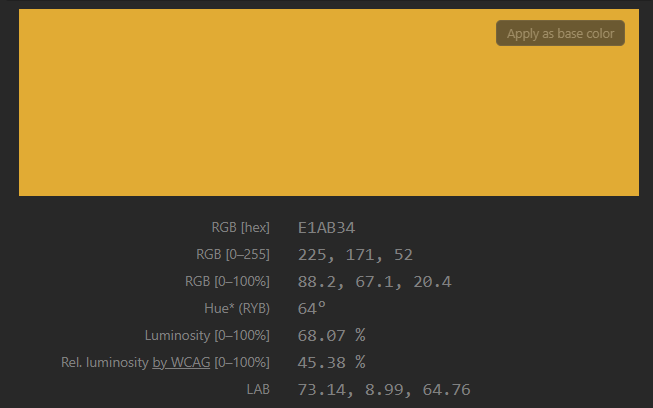 Apply as base color
RGB [hex] E1AB34
RGB [0–255] 225, 171, 52
RGB [0–100%] 88.2, 67.1, 20.4
Hue* (RYB) 64°
Luminosity [0–100%] 68.07 %
Rel. luminosity by WCAG [0–100%] 45.38 %
LAB 73.14, 8.99, 64.76